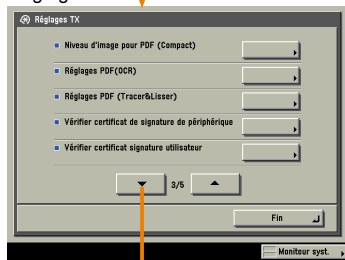 Réglages TX
Niveau d'image pour PDF (Compact)
Réglages PDF(OCR)
Réglages PDF (Tracer&Lisser)
Vérifier certificat de signature de périphérique
Vérifier certificat signature utilisateur
3/5
Fin
Moniteur syst.